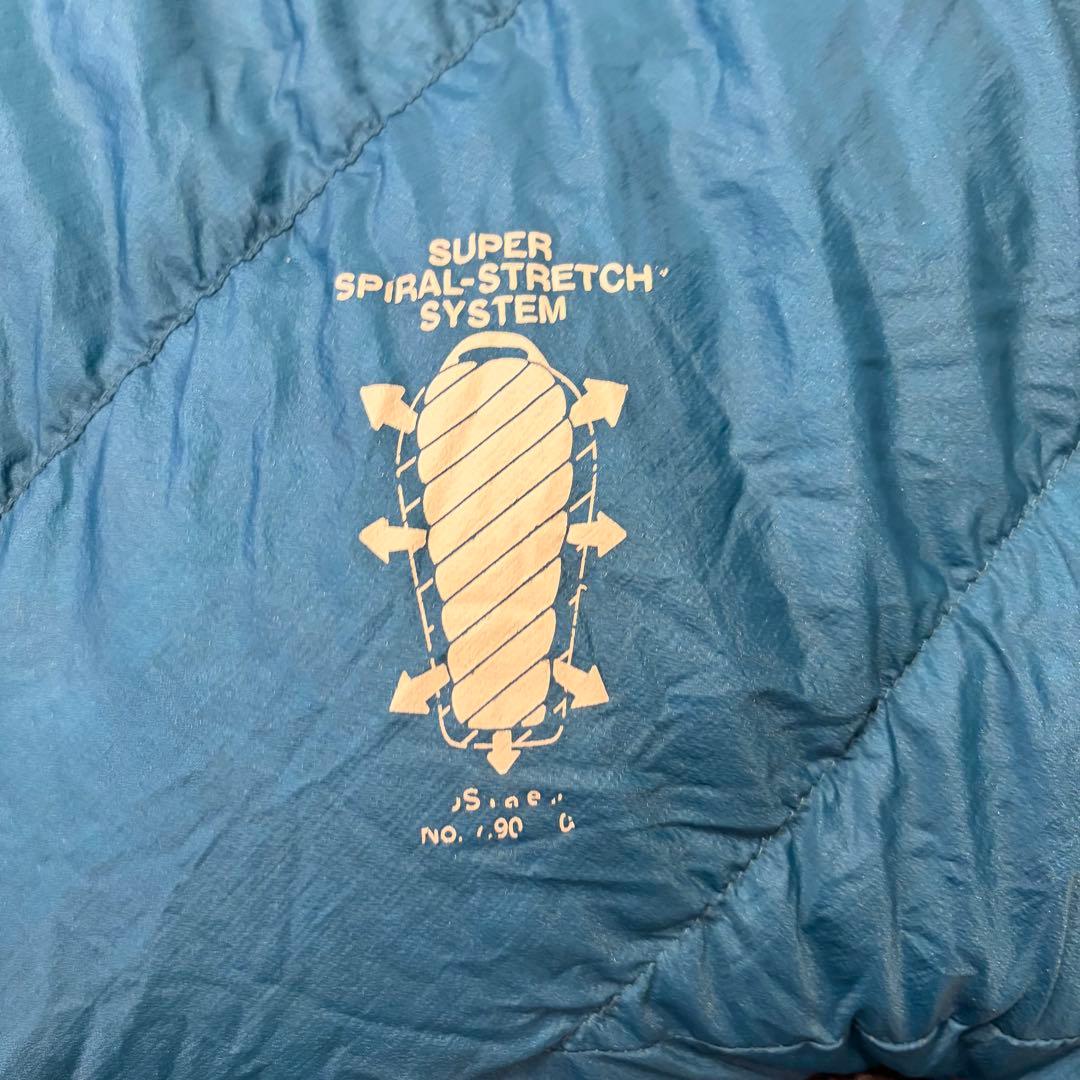 SUPER
SPIRAL-STRETCH
SYSTEM
NO.